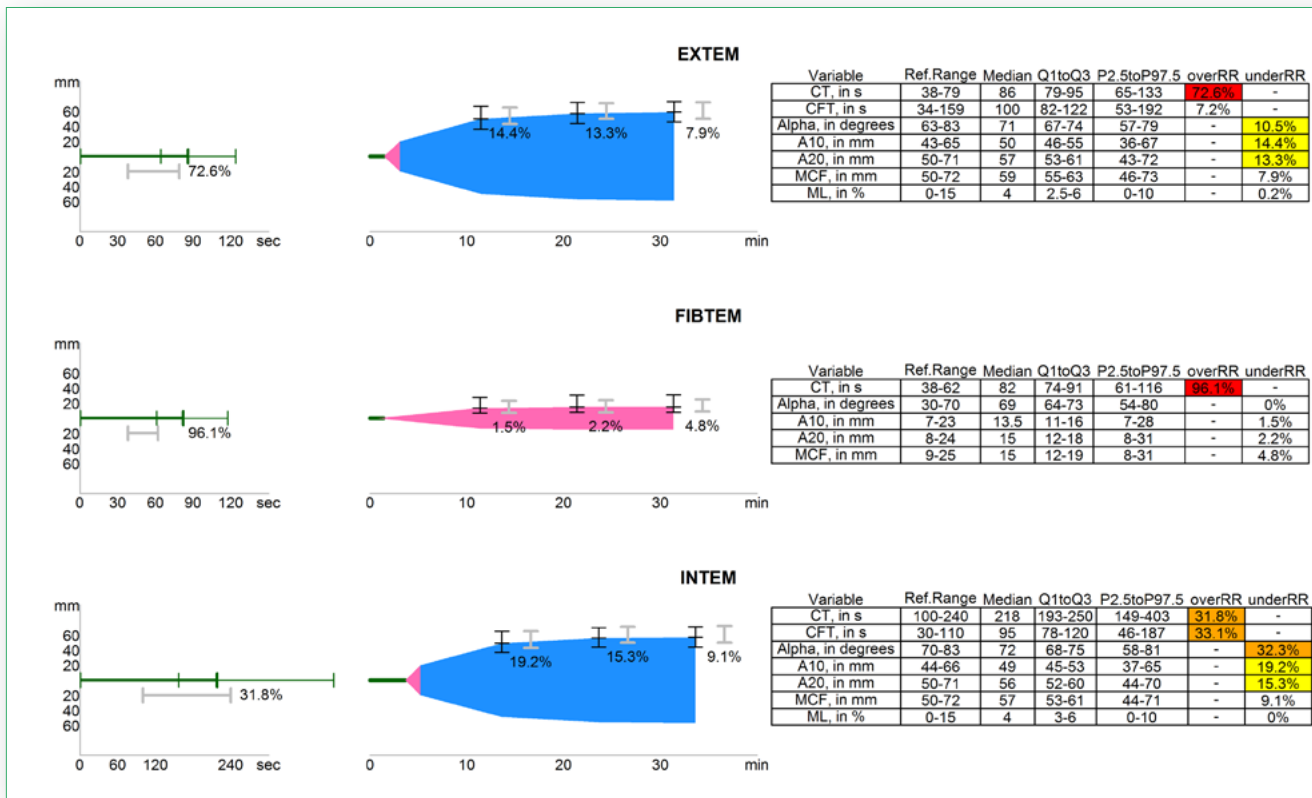 EXTEM
mm
60
40
20
20
40
60
72.6%
0 30 60 90 120 sec
14.4% 13.3% 7.9%
0 10 20 30 min
Variable Ref.Range Median Q1toQ3 P2.5toP97.5 overRR underRR
CT, in s 38-79 86 79-95 65-133 72.6% -
CFT, in s 34-159 100 82-122 53-192 7.2% -
Alpha, in degrees 63-83 71 67-74 57-79 - 10.5%
A10, in mm 43-65 50 46-55 36-67 - 14.4%
A20, in mm 50-71 57 53-61 43-72 - 13.3%
MCF, in mm 50-72 59 55-63 46-73 - 7.9%
ML, in % 0-15 4 2.5-6 0-10 - 0.2%
FIBTEM
mm
60
40
20
20
40
60
96.1%
0 30 60 90 120 sec
1.5% 2.2% 4.8%
0 10 20 30 min
Variable Ref.Range Median Q1toQ3 P2.5toP97.5 overRR underRR
CT, in s 38-62 82 74-91 61-116 96.1% -
Alpha, in degrees 30-70 69 64-73 54-80 - 0%
A10, in mm 7-23 13.5 11-16 7-28 - 1.5%
A20, in mm 8-24 15 12-18 8-31 - 2.2%
MCF, in mm 9-25 15 12-19 8-31 - 4.8%
INTEM
mm
60
40
20
20
40
60
31.8%
0 60 120 240 sec
19.2% 15.3% 9.1%
0 10 20 30 min
Variable Ref.Range Median Q1toQ3 P2.5toP97.5 overRR underRR
CT, in s 100-240 218 193-250 149-403 31.8% -
CFT, in s 30-110 95 78-120 46-187 33.1% -
Alpha, in degrees 70-83 72 68-75 58-81 - 32.3%
A10, in mm 44-66 49 45-53 37-65 - 19.2%
A20, in mm 50-71 56 52-60 44-70 - 15.3%
MCF, in mm 50-72 57 53-61 44-71 - 9.1%
ML, in % 0-15 4 3-6 0-10 - 0%